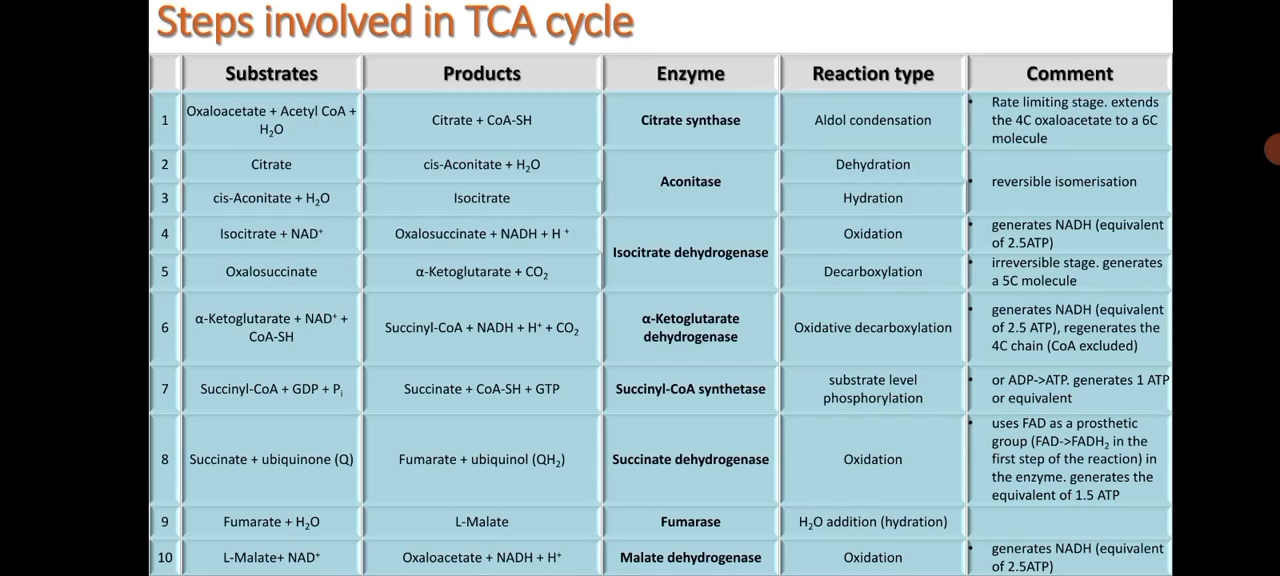 Steps involved in TCA cycle
Substrates Products Enzyme Reaction type Comment
1
Oxaloacetate + Acetyl CoA +
H₂O
Citrate + CoA-SH
Citrate synthase
Aldol condensation
• Rate limiting stage. extends
the 4C oxaloacetate to a 6C
molecule
2
Citrate
cis-Aconitate + H₂O
Aconitase
Dehydration
• reversible isomerisation
3
cis-Aconitate + H₂O
Isocitrate
Hydration
4
Isocitrate + NAD⁺
Oxalosuccinate + NADH + H ⁺
Isocitrate dehydrogenase
Oxidation
• generates NADH (equivalent
of 2.5ATP)
5
Oxalosuccinate
α-Ketoglutarate + CO₂
Decarboxylation
• irreversible stage. generates
a 5C molecule
6
α-Ketoglutarate + NAD⁺ +
CoA-SH
Succinyl-CoA + NADH + H⁺ + CO₂
α-Ketoglutarate
dehydrogenase
Oxidative decarboxylation
• generates NADH (equivalent
of 2.5 ATP), regenerates the
4C chain (CoA excluded)
7
Succinyl-CoA + GDP + Pᵢ
Succinate + CoA-SH + GTP
Succinyl-CoA synthetase
substrate level
phosphorylation
• or ADP->ATP. generates 1 ATP
or equivalent
8
Succinate + ubiquinone (Q)
Fumarate + ubiquinol (QH₂)
Succinate dehydrogenase
Oxidation
• uses FAD as a prosthetic
group (FAD->FADH₂ in the
first step of the reaction) in
the enzyme. generates the
equivalent of 1.5 ATP
9
Fumarate + H₂O
L-Malate
Fumarase
H₂O addition (hydration)
10
L-Malate+ NAD⁺
Oxaloacetate + NADH + H⁺
Malate dehydrogenase
Oxidation
• generates NADH (equivalent
of 2.5ATP)